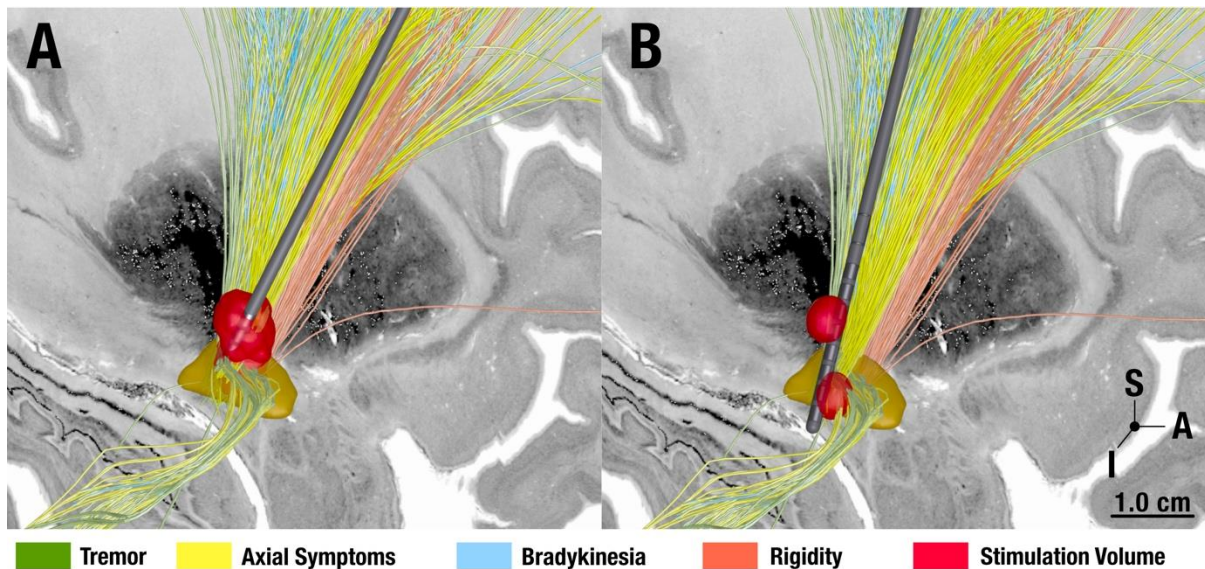 A
B
S
A
I
1.0 cm
Tremor Axial Symptoms Bradykinesia Rigidity Stimulation Volume